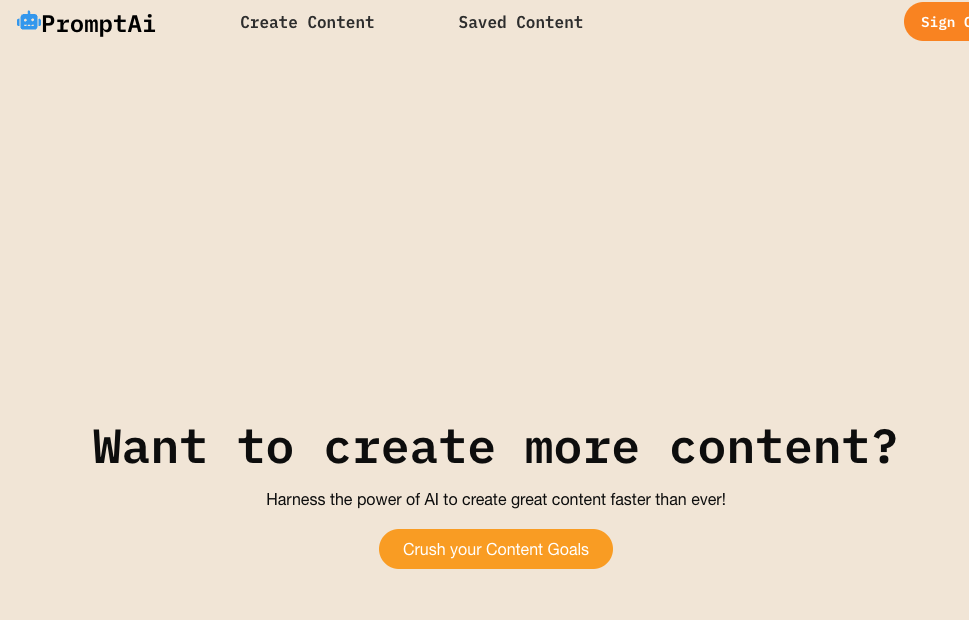 PromptAi
Create Content
Saved Content
Sign
Want to create more content?
Harness the power of AI to create great content faster than ever!
Crush your Content Goals